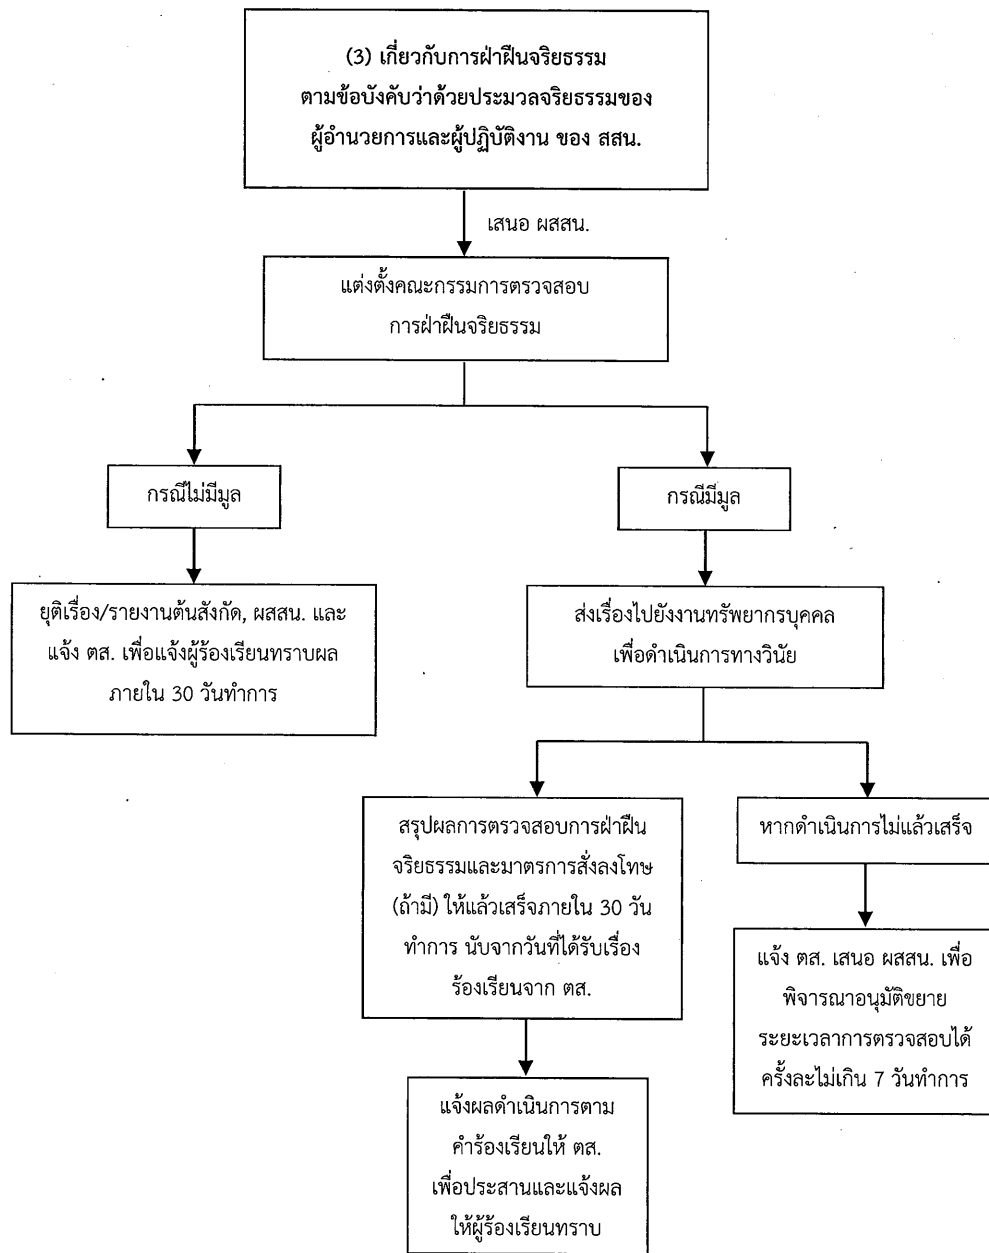 (3) เกี่ยวกับการฝ่าฝืนจริยธรรม
ตามข้อบังคับว่าด้วยประมวลจริยธรรมของ
ผู้อำนวยการและผู้ปฏิบัติงาน ของ สสน.
เสนอ ผสสน.
แต่งตั้งคณะกรรมการตรวจสอบ
การฝ่าฝืนจริยธรรม
กรณีไม่มีมูล
กรณีมีมูล
ยุติเรื่อง/รายงานต้นสังกัด, ผสสน. และ
แจ้ง ตส. เพื่อแจ้งผู้ร้องเรียนทราบผล
ภายใน 30 วันทำการ
ส่งเรื่องไปยังงานทรัพยากรบุคคล
เพื่อดำเนินการทางวินัย
สรุปผลการตรวจสอบการฝ่าฝืน
จริยธรรมและมาตรการสั่งลงโทษ
(ถ้ามี) ให้แล้วเสร็จภายใน 30 วัน
ทำการ นับจากวันที่ได้รับเรื่อง
ร้องเรียนจาก ตส.
หากดำเนินการไม่แล้วเสร็จ
แจ้ง ตส. เสนอ ผสสน. เพื่อ
พิจารณาอนุมัติขยาย
ระยะเวลาการตรวจสอบได้
ครั้งละไม่เกิน 7 วันทำการ
แจ้งผลดำเนินการตาม
คำร้องเรียนให้ ตส.
เพื่อประสานและแจ้งผล
ให้ผู้ร้องเรียนทราบ